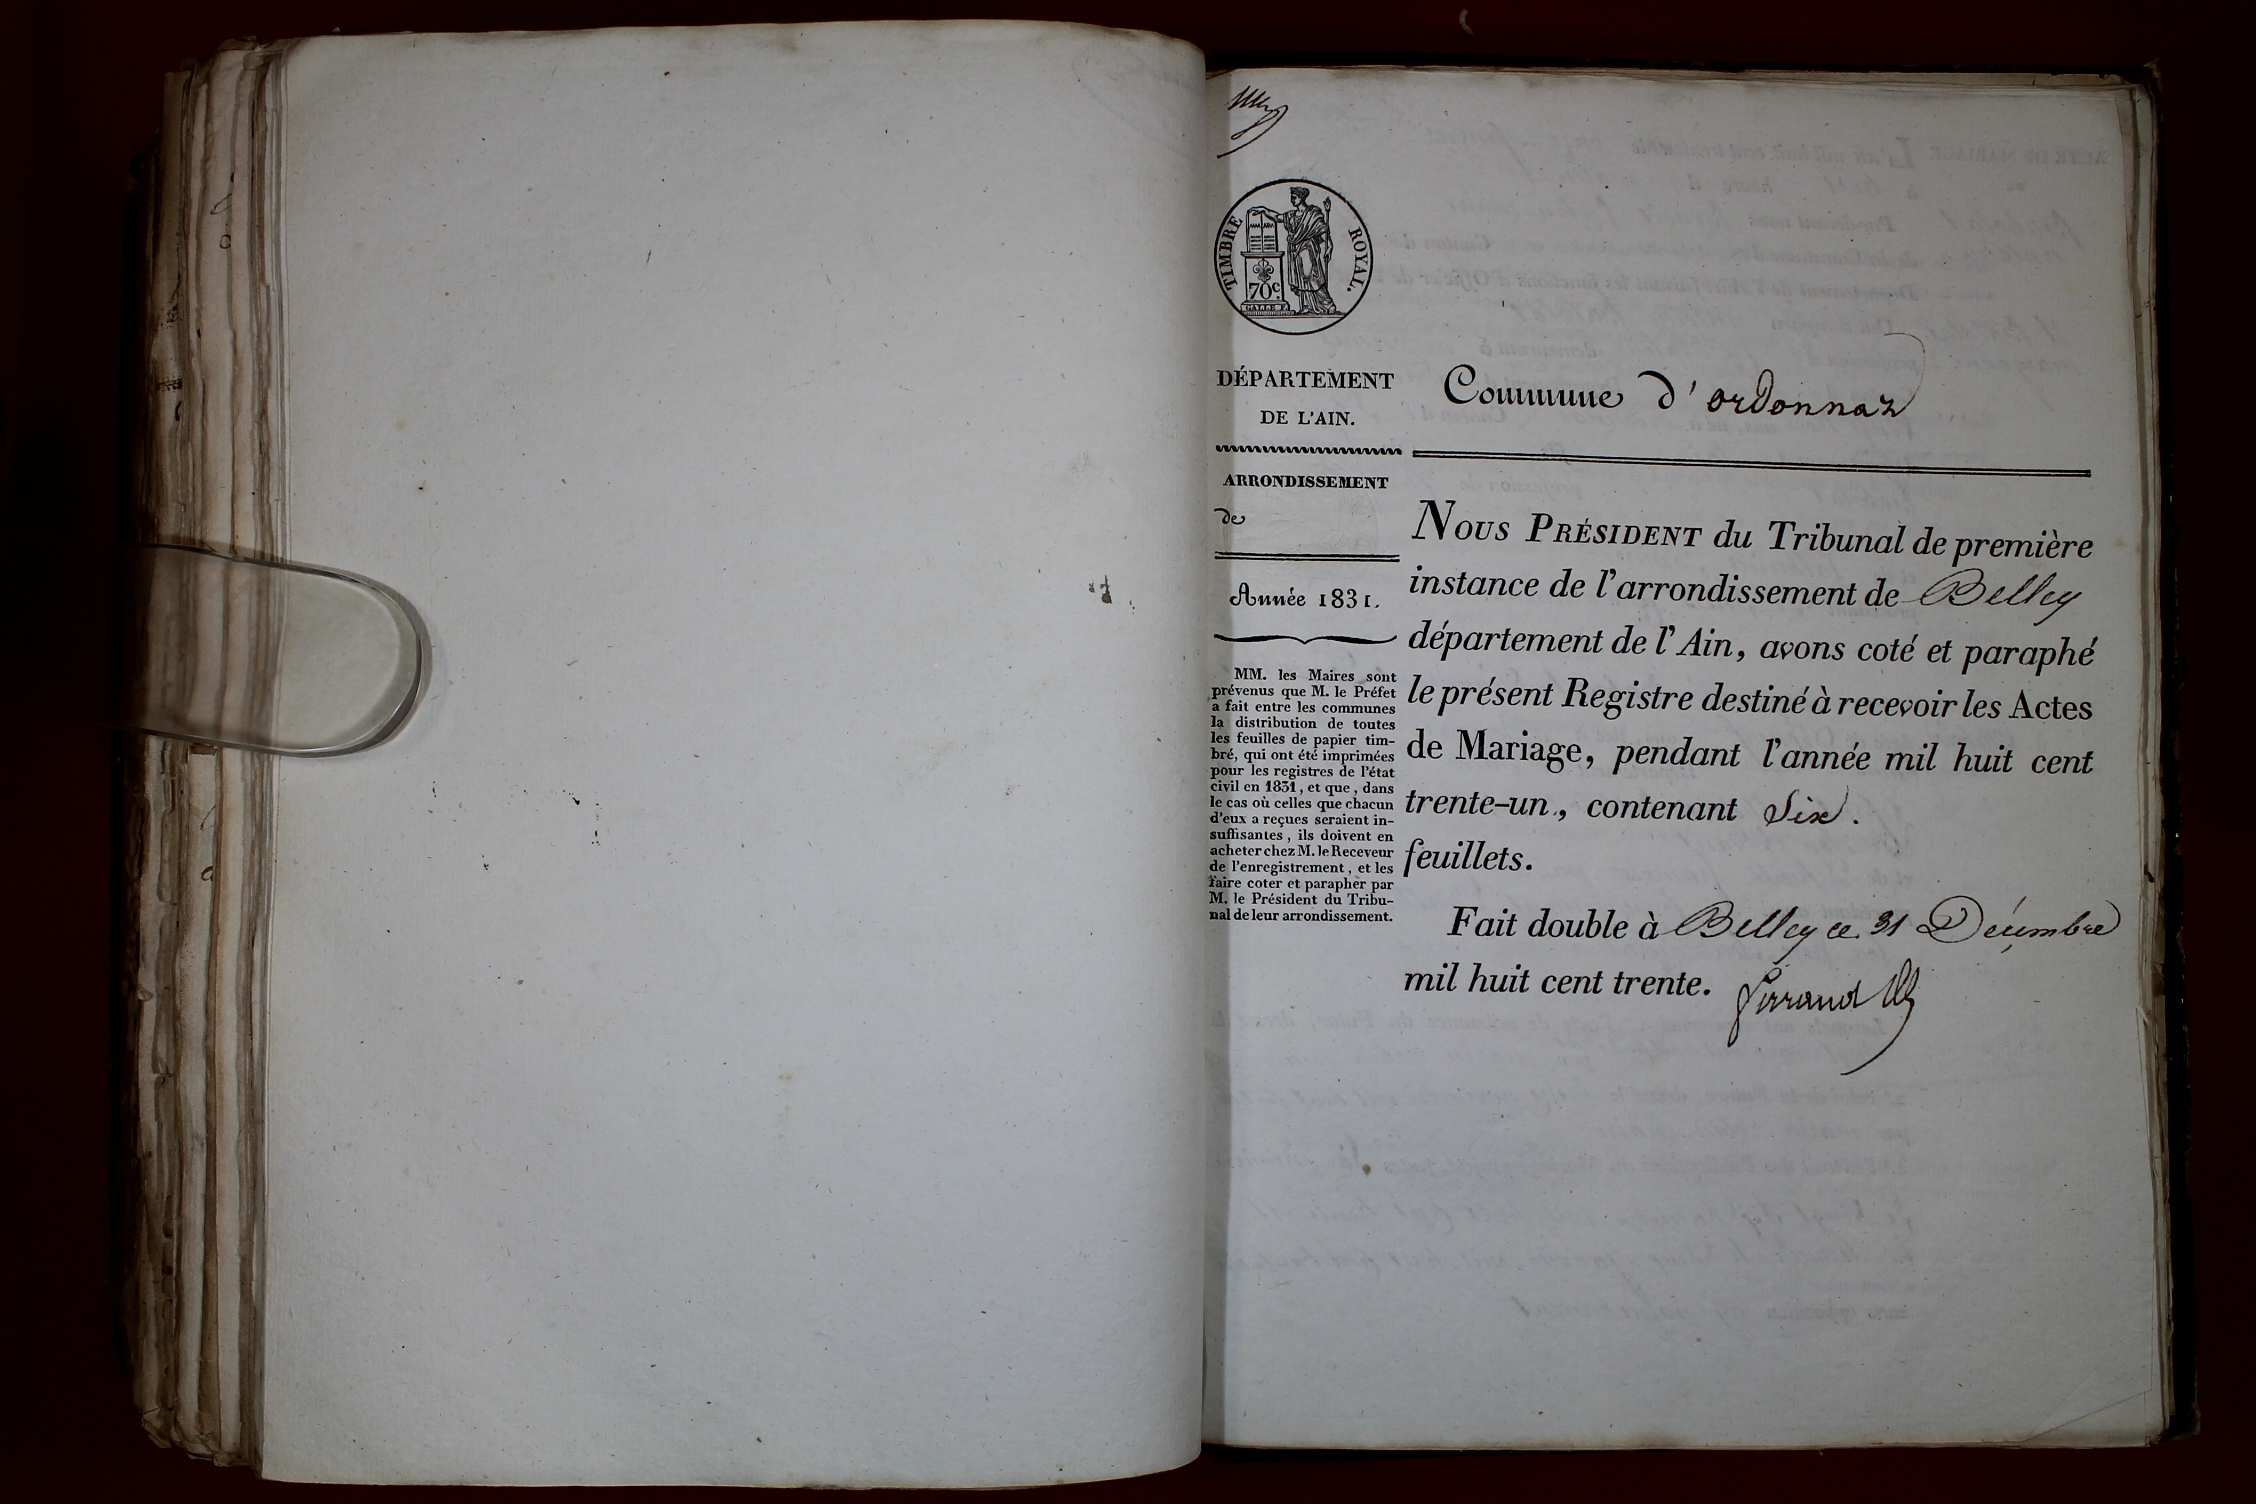 TIMBRE ROYAL.
70c
GALLE F.
DÉPARTEMENT
DE L'AIN.
ARRONDISSEMENT
de
Année 1831.
MM. les Maires sont
prévenus que M. le Préfet
a fait entre les communes
la distribution de toutes
les feuilles de papier tim-
bré, qui ont été imprimées
pour les registres de l'état
civil en 1831, et que, dans
le cas où celles que chacun
d'eux a reçues seraient in-
suffisantes, ils doivent en
acheter chez M. le Receveur
de l'enregistrement, et les
faire coter et parapher par
M. le Président du Tribu-
nal de leur arrondissement.
Commune d'ordonnaz
NOUS PRÉSIDENT du Tribunal de première
instance de l'arrondissement de Belley
département de l'Ain, avons coté et paraphé
le présent Registre destiné à recevoir les Actes
de Mariage, pendant l'année mil huit cent
trente-un, contenant Six.
feuillets.
Fait double à Belley ce 31 Décembre
mil huit cent trente.